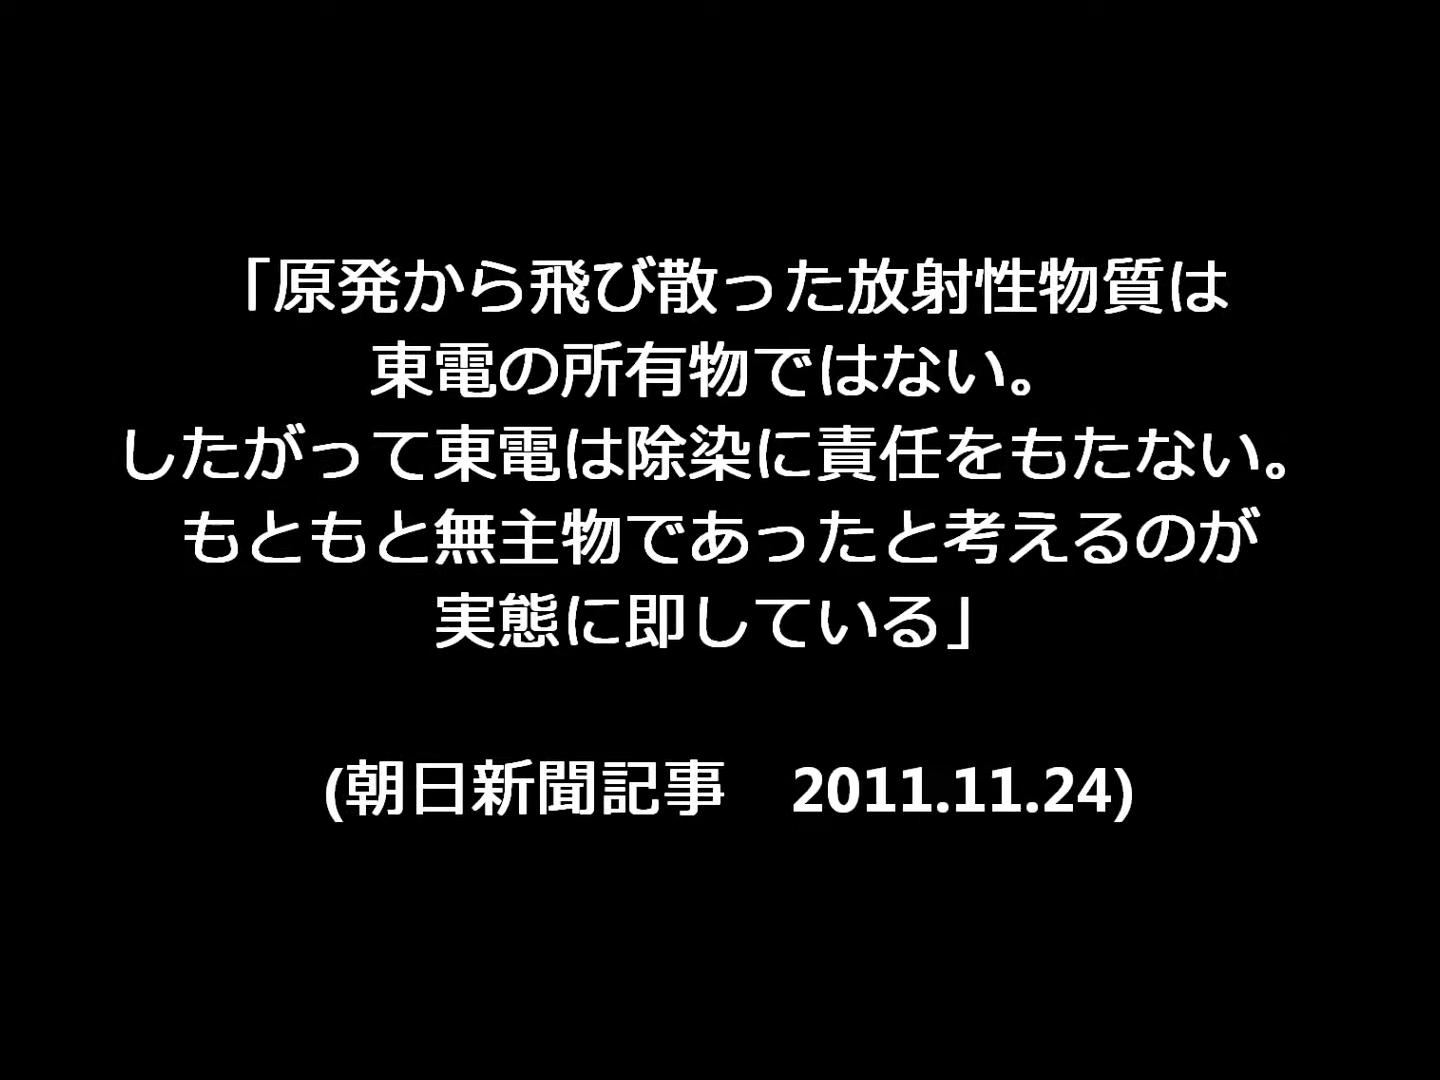 「原発から飛び散った放射性物質は
東電の所有物ではない。
したがって東電は除染に責任をもたない。
もともと無主物であったと考えるのが
実態に即している」
(朝日新聞記事　2011.11.24)